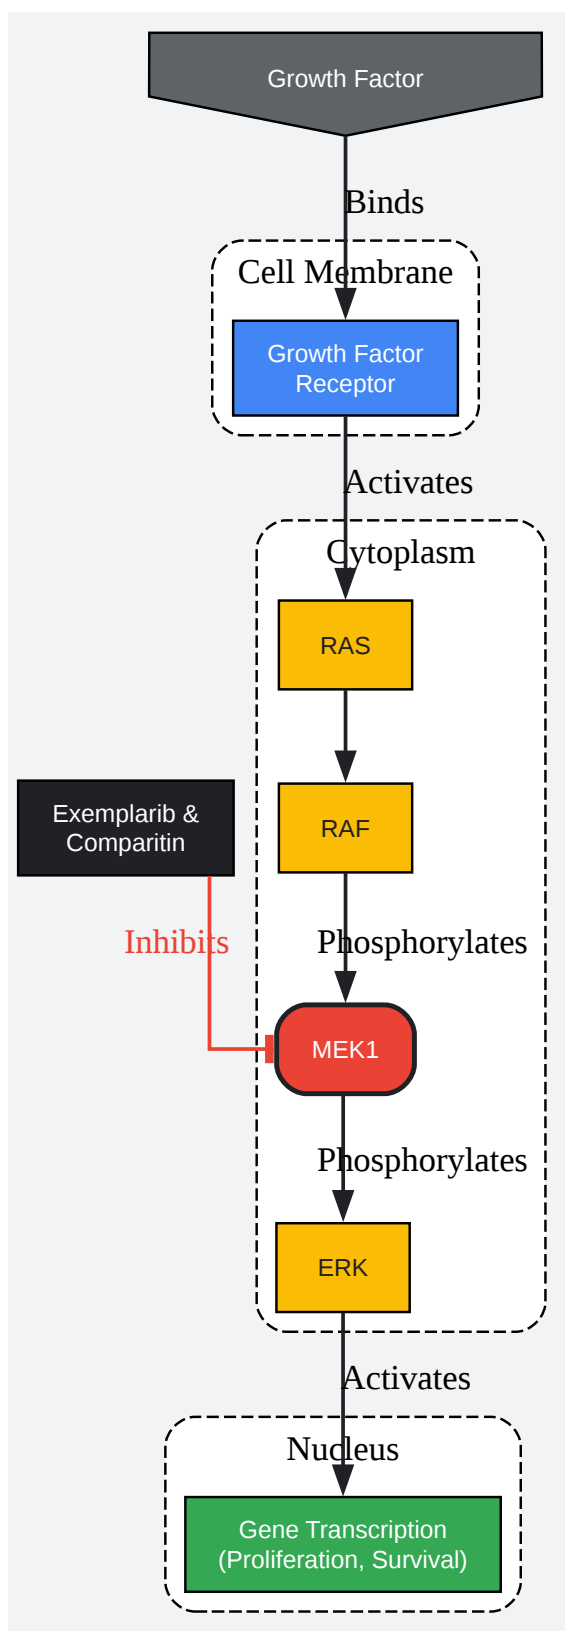 Growth Factor
Binds
Cell Membrane
Growth Factor
Receptor
Activates
Cytoplasm
RAS
Exemplarib &
Comparitin
RAF
Inhibits
Phosphorylates
MEK1
Phosphorylates
ERK
Activates
Nucleus
Gene Transcription
(Proliferation, Survival)